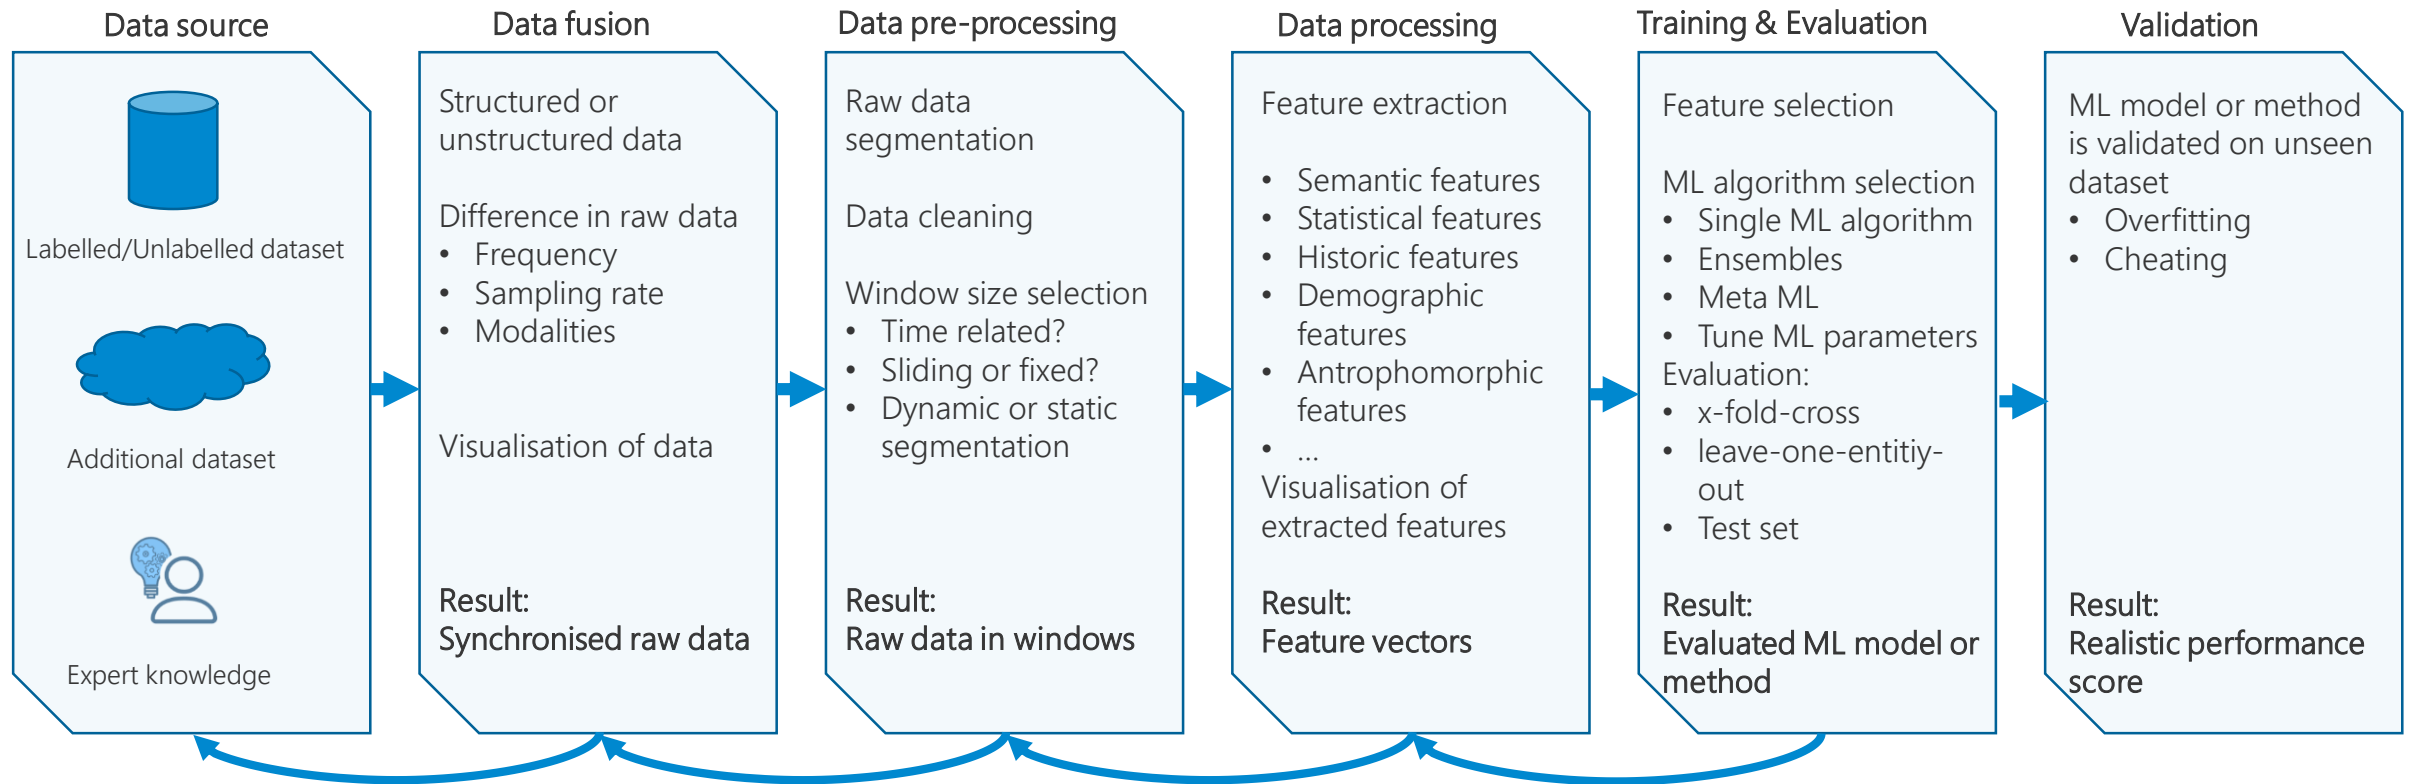 Data source
Labelled/Unlabelled dataset
Additional dataset
Expert knowledge
Data fusion
Structured or
unstructured data
Difference in raw data
• Frequency
• Sampling rate
• Modalities
Visualisation of data
Result:
Synchronised raw data
Data pre-processing
Raw data
segmentation
Data cleaning
Window size selection
• Time related?
• Sliding or fixed?
• Dynamic or static
segmentation
Result:
Raw data in windows
Data processing
Feature extraction
• Semantic features
• Statistical features
• Historic features
• Demographic
features
• Antrophomorphic
features
• ...
Visualisation of
extracted features
Result:
Feature vectors
Training & Evaluation
Feature selection
ML algorithm selection
• Single ML algorithm
• Ensembles
• Meta ML
• Tune ML parameters
Evaluation:
• x-fold-cross
• leave-one-entitiy-
out
• Test set
Result:
Evaluated ML model or
method
Validation
ML model or method
is validated on unseen
dataset
• Overfitting
• Cheating
Result:
Realistic performance
score